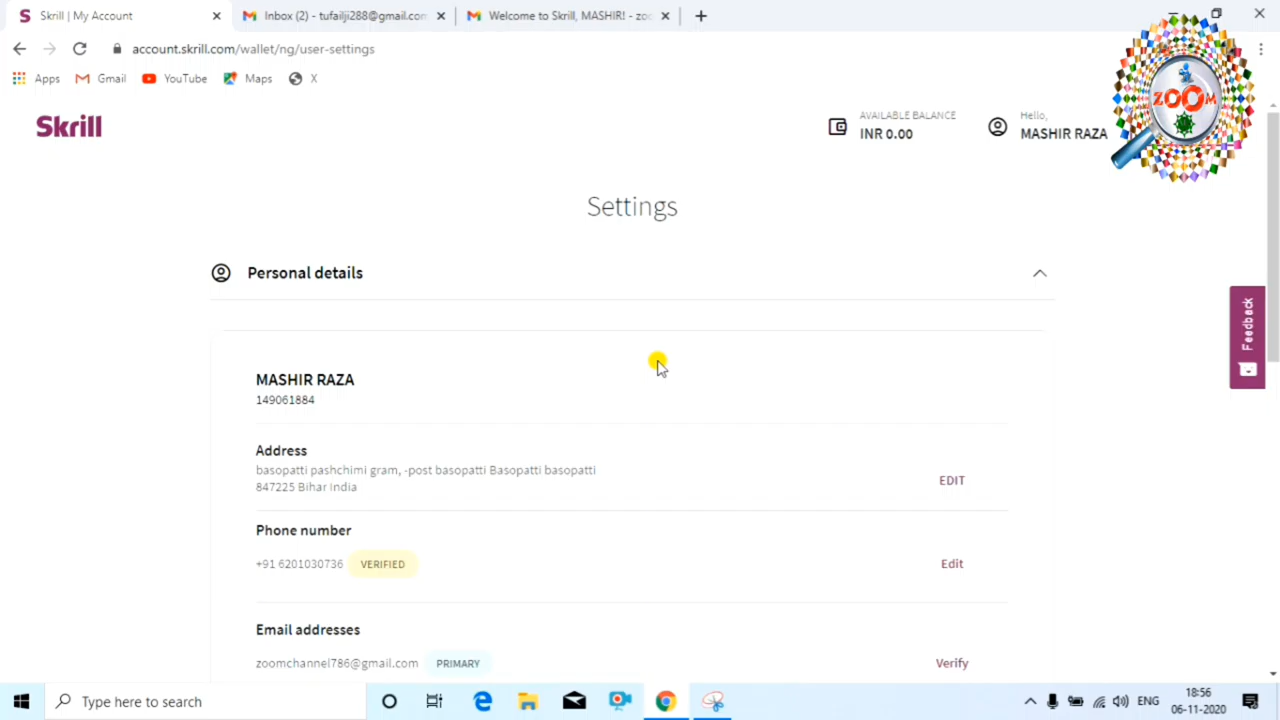 Skrill | My Account
Inbox (2) - tufailji288@gmail.com
Welcome to Skrill, MASHIR! - zoo
account.skrill.com/wallet/ng/user-settings
Apps
Gmail
YouTube
Maps
X
ZOOM
Skrill
AVAILABLE BALANCE
INR 0.00
Hello,
MASHIR RAZA
Settings
Personal details
Feedback
MASHIR RAZA
149061884
Address
basopatti pashchimi gram, -post basopatti Basopatti basopatti
847225 Bihar India
EDIT
Phone number
+91 6201030736 VERIFIED
Edit
Email addresses
zoomchannel786@gmail.com PRIMARY
Verify
Type here to search
ENG
18:56
06-11-2020